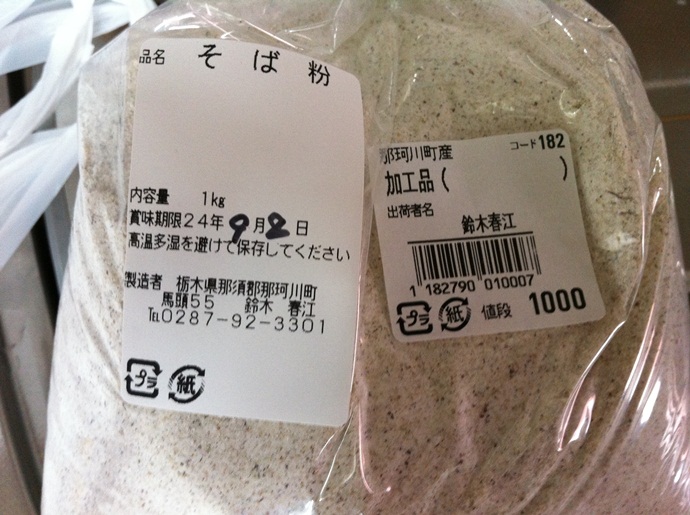 品名 そば粉
内容量 1kg
賞味期限24年9月2日
高温多湿を避けて保存してください
製造者 栃木県那須郡那珂川町
馬頭55 鈴木 春江
℡0287-92-3301
プラ 紙
那珂川町産 コード182
加工品( )
出荷者名
鈴木春江
1 182790 010007
プラ 紙 値段 1000